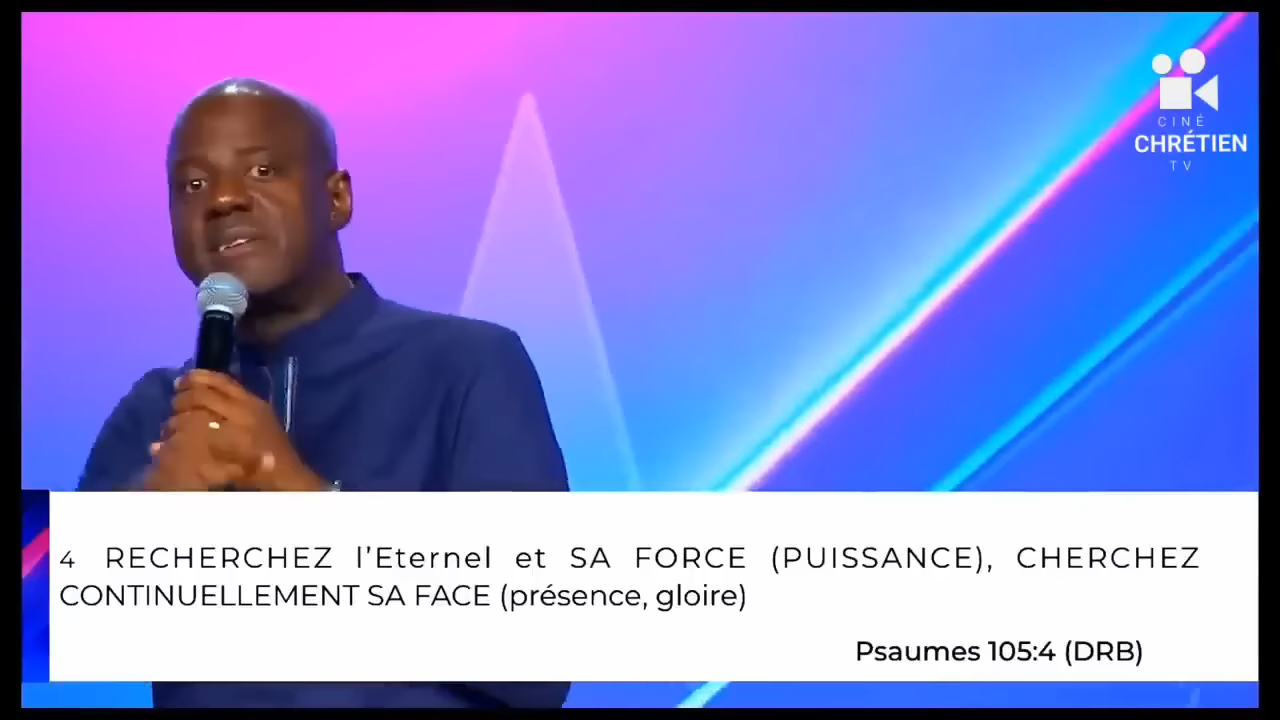 CINÉ
CHRÉTIEN
TV
4 RECHERCHEZ l’Eternel et SA FORCE (PUISSANCE), CHERCHEZ
CONTINUELLEMENT SA FACE (présence, gloire)
Psaumes 105:4 (DRB)